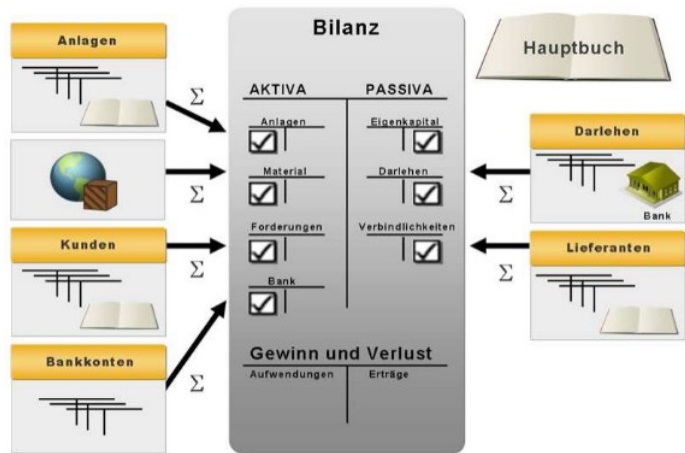 Anlagen
Σ
Σ
Kunden
Σ
Bankkonten
Σ
Bilanz
AKTIVA PASSIVA
Anlagen Eigenkapital
Material Darlehen
Forderungen Verbindlichkeiten
Bank
Gewinn und Verlust
Aufwendungen Erträge
Hauptbuch
Darlehen
Σ
Bank
Lieferanten
Σ